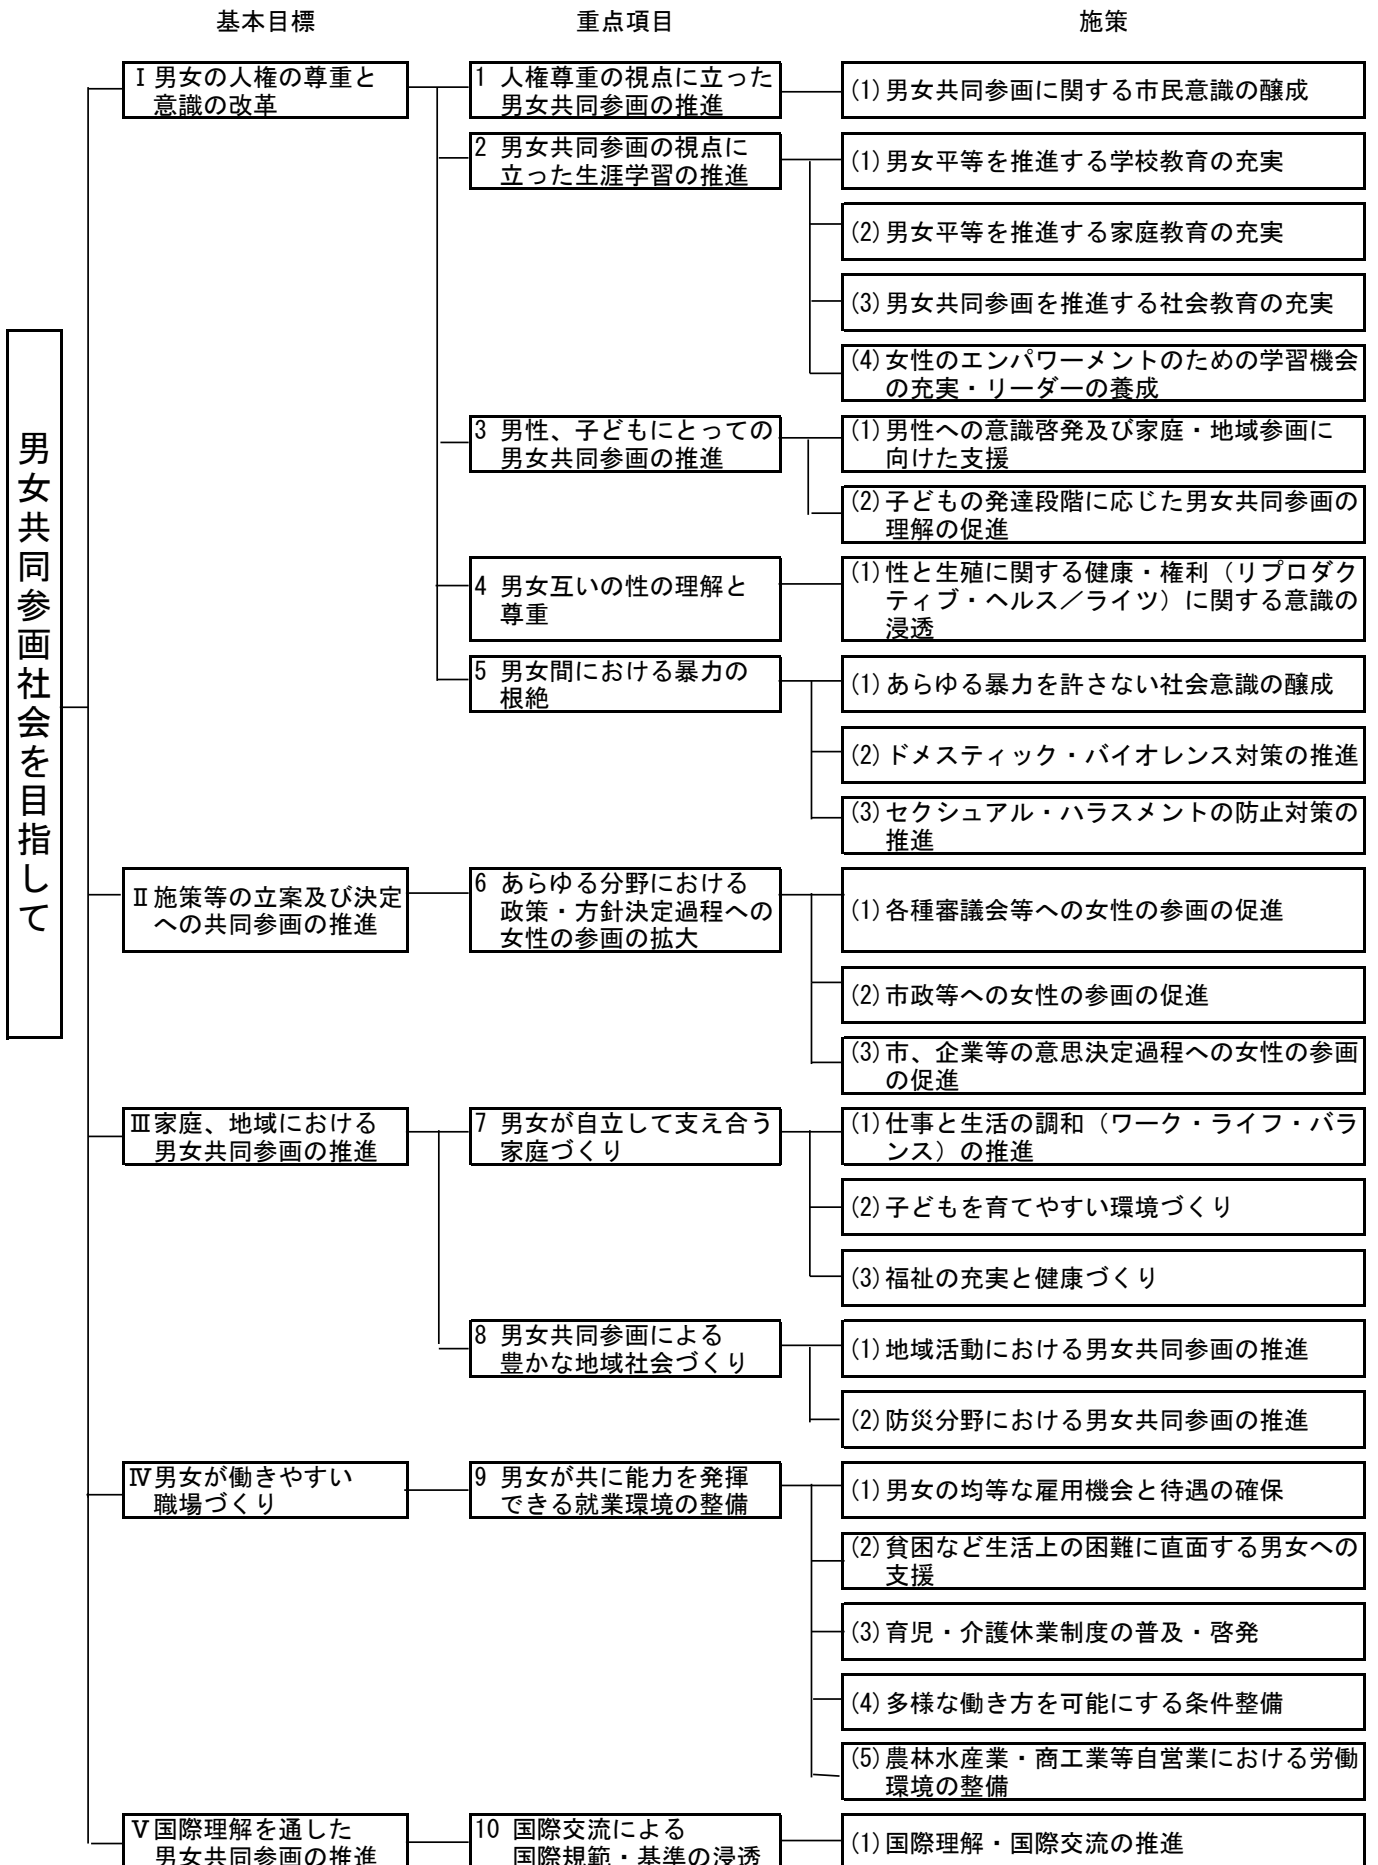 基本目標
重点項目
施策
男女共同参画社会を目指して
Ⅰ男女の人権の尊重と
意識の改革
1 人権尊重の視点に立った
男女共同参画の推進
(1)男女共同参画に関する市民意識の醸成
2 男女共同参画の視点に
立った生涯学習の推進
(1)男女平等を推進する学校教育の充実
(2)男女平等を推進する家庭教育の充実
(3)男女共同参画を推進する社会教育の充実
(4)女性のエンパワーメントのための学習機会
の充実・リーダーの養成
3 男性、子どもにとっての
男女共同参画の推進
(1)男性への意識啓発及び家庭・地域参画に
向けた支援
(2)子どもの発達段階に応じた男女共同参画の
理解の促進
4 男女互いの性の理解と
尊重
(1)性と生殖に関する健康・権利（リプロダク
ティブ・ヘルス／ライツ）に関する意識の
浸透
5 男女間における暴力の
根絶
(1)あらゆる暴力を許さない社会意識の醸成
(2)ドメスティック・バイオレンス対策の推進
(3)セクシュアル・ハラスメントの防止対策の
推進
Ⅱ施策等の立案及び決定
への共同参画の推進
6 あらゆる分野における
政策・方針決定過程への
女性の参画の拡大
(1)各種審議会等への女性の参画の促進
(2)市政等への女性の参画の促進
(3)市、企業等の意思決定過程への女性の参画
の促進
Ⅲ家庭、地域における
男女共同参画の推進
7 男女が自立して支え合う
家庭づくり
(1)仕事と生活の調和（ワーク・ライフ・バラ
ンス）の推進
(2)子どもを育てやすい環境づくり
(3)福祉の充実と健康づくり
8 男女共同参画による
豊かな地域社会づくり
(1)地域活動における男女共同参画の推進
(2)防災分野における男女共同参画の推進
Ⅳ男女が働きやすい
職場づくり
9 男女が共に能力を発揮
できる就業環境の整備
(1)男女の均等な雇用機会と待遇の確保
(2)貧困など生活上の困難に直面する男女への
支援
(3)育児・介護休業制度の普及・啓発
(4)多様な働き方を可能にする条件整備
(5)農林水産業・商工業等自営業における労働
環境の整備
Ⅴ国際理解を通した
男女共同参画の推進
10 国際交流による
国際規範・基準の浸透
(1)国際理解・国際交流の推進